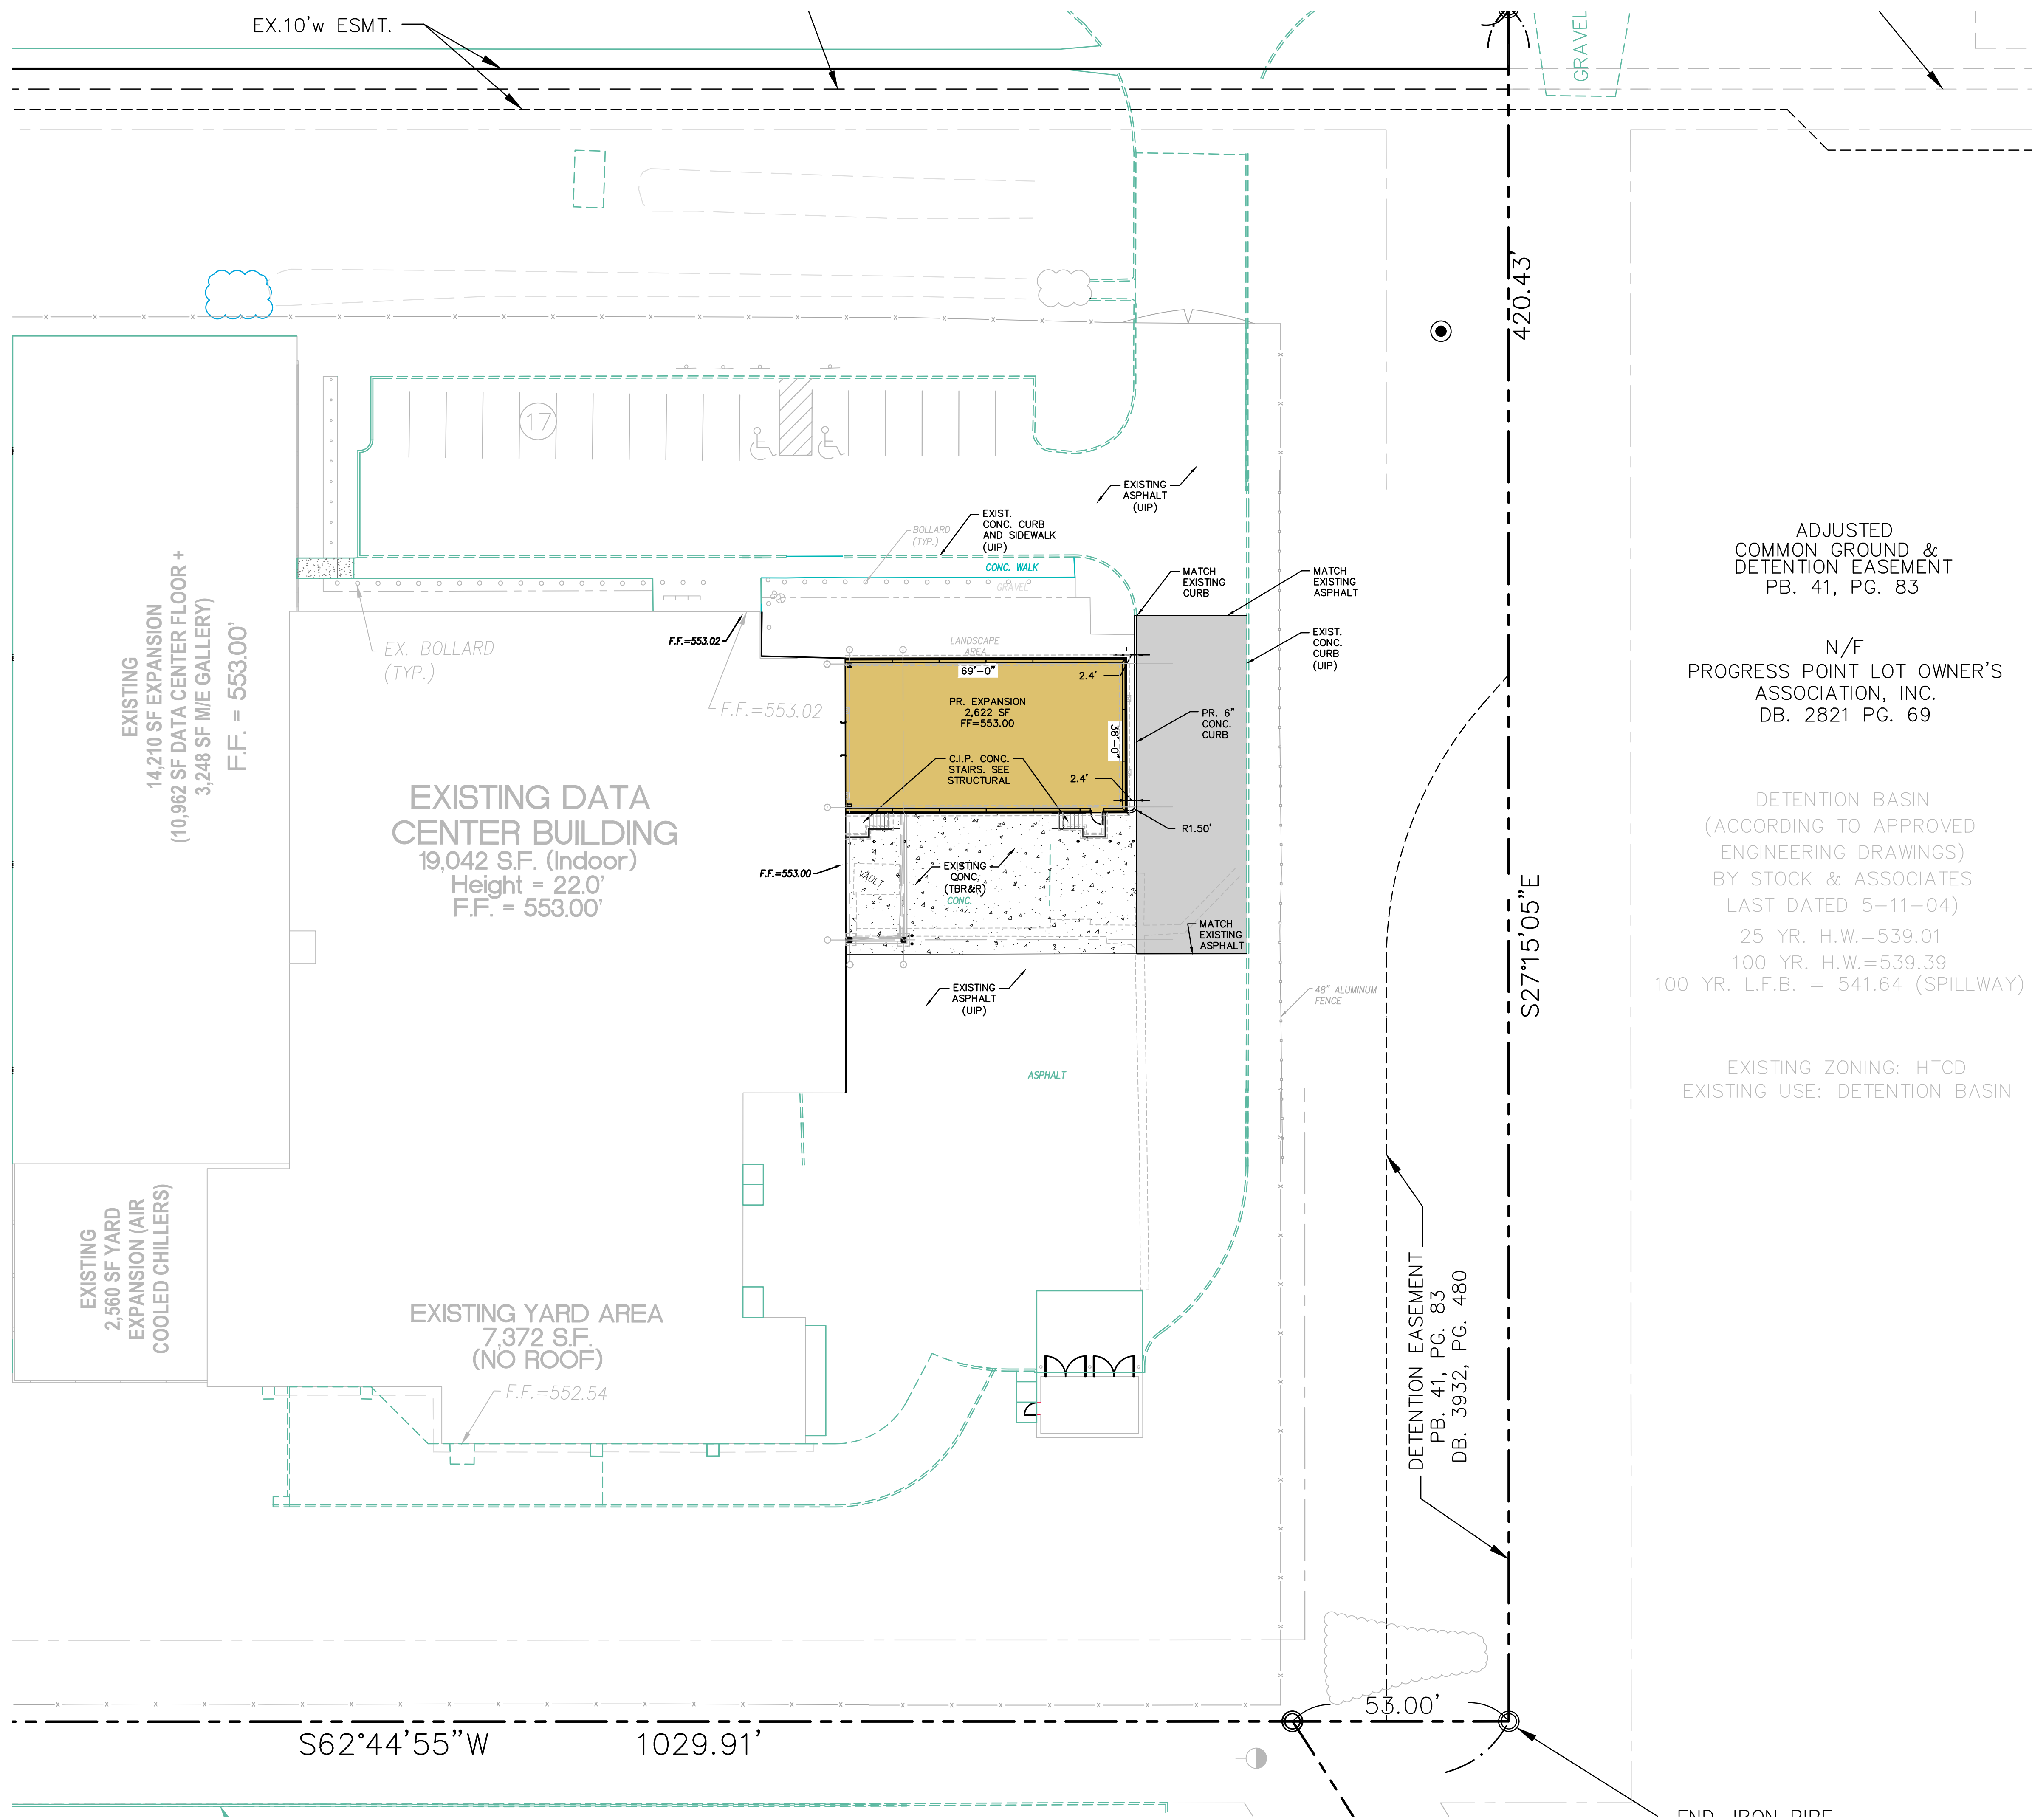 EX.10'w ESMT.
GRAVEL
420.43'
17
EXISTING
ASPHALT
(UIP)
EXIST.
CONC. CURB
AND SIDEWALK
(UIP)
BOLLARD
(TYP.)
CONC. WALK
GRAVEL
MATCH
EXISTING
CURB
MATCH
EXISTING
ASPHALT
EXIST.
CONC.
CURB
(UIP)
LANDSCAPE
AREA
F.F.=553.02
F.F.=553.02
EX. BOLLARD
(TYP.)
69'-0"
2.4'
PR. EXPANSION
2,622 SF
FF=553.00
38'-0"
PR. 6"
CONC.
CURB
C.I.P. CONC.
STAIRS. SEE
STRUCTURAL
2.4'
R1.50'
EXISTING
14,210 SF EXPANSION
(10,962 SF DATA CENTER FLOOR +
3,248 SF M/E GALLERY)
F.F. = 553.00'
EXISTING DATA
CENTER BUILDING
19,042 S.F. (Indoor)
Height = 22.0'
F.F. = 553.00'
F.F.=553.00
VAULT
EXISTING
CONC.
(TBR&R)
CONC.
MATCH
EXISTING
ASPHALT
EXISTING
ASPHALT
(UIP)
48" ALUMINUM
FENCE
ASPHALT
ADJUSTED
COMMON GROUND &
DETENTION EASEMENT
PB. 41, PG. 83
N/F
PROGRESS POINT LOT OWNER'S
ASSOCIATION, INC.
DB. 2821 PG. 69
DETENTION BASIN
(ACCORDING TO APPROVED
ENGINEERING DRAWINGS)
BY STOCK & ASSOCIATES
LAST DATED 5-11-04)
25 YR. H.W.=539.01
100 YR. H.W.=539.39
100 YR. L.F.B. = 541.64 (SPILLWAY)
EXISTING ZONING: HTCD
EXISTING USE: DETENTION BASIN
S27°15'05"E
EXISTING
2,560 SF YARD
EXPANSION (AIR
COOLED CHILLERS)
EXISTING YARD AREA
7,372 S.F.
(NO ROOF)
F.F.=552.54
DETENTION EASEMENT
PB. 41, PG. 83
DB. 3932, PG. 480
53.00'
S62°44'55"W
1029.91'